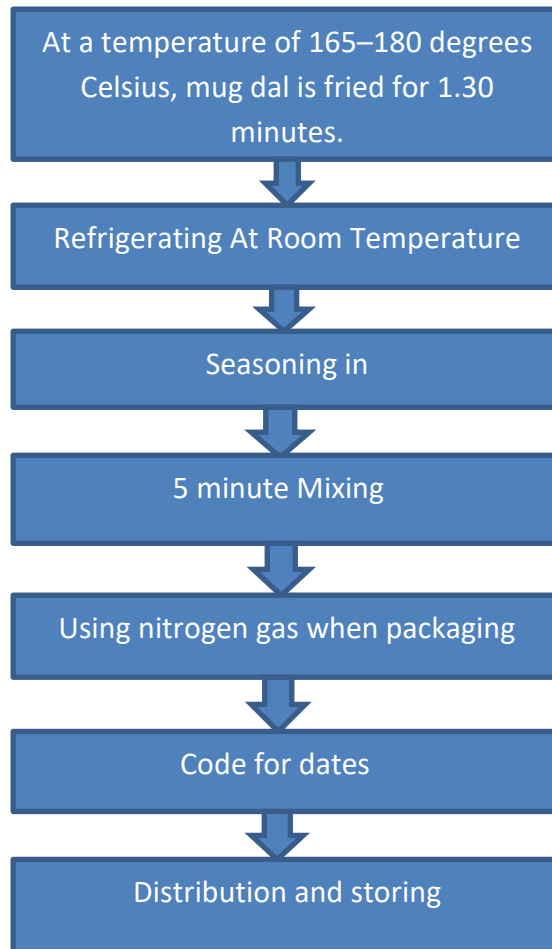 At a temperature of 165–180 degrees
Celsius, mug dal is fried for 1.30
minutes.
Refrigerating At Room Temperature
Seasoning in
5 minute Mixing
Using nitrogen gas when packaging
Code for dates
Distribution and storing